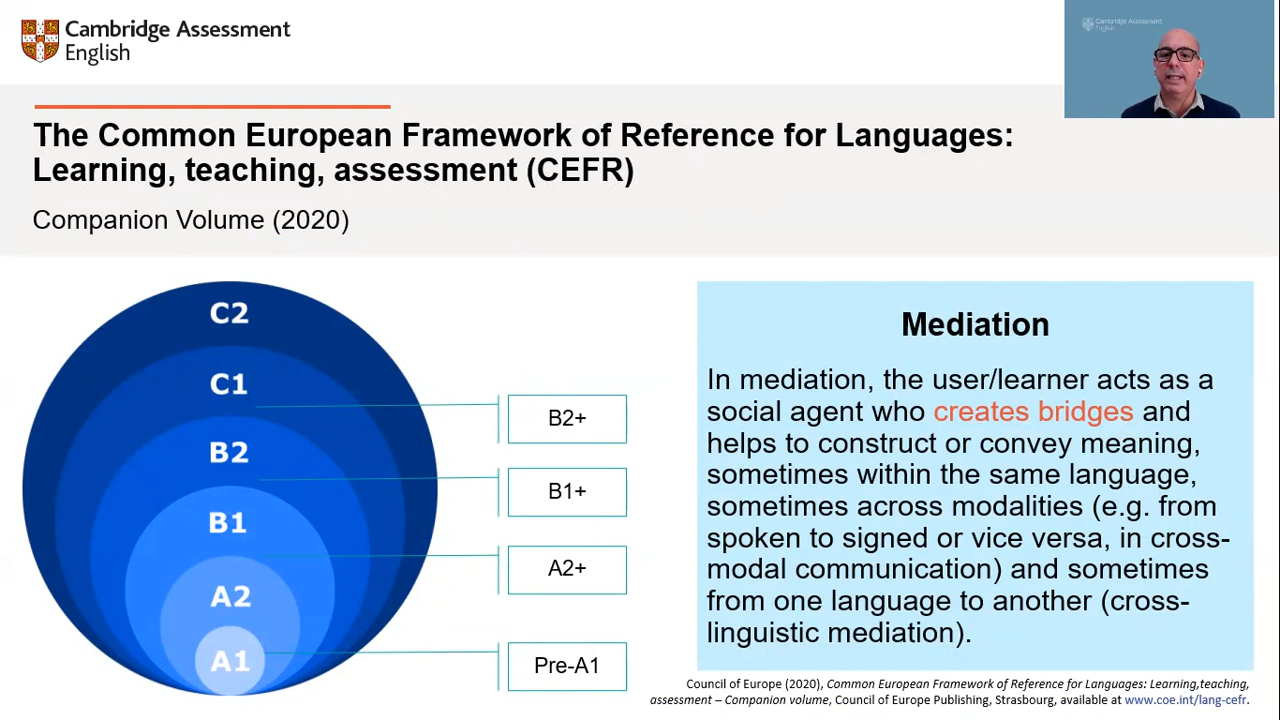 Cambridge Assessment
English
Cambridge Assessment
English
The Common European Framework of Reference for Languages:
Learning, teaching, assessment (CEFR)
Companion Volume (2020)
C2
C1
B2
B1
A2
A1
B2+
B1+
A2+
Pre-A1
Mediation
In mediation, the user/learner acts as a
social agent who creates bridges and
helps to construct or convey meaning,
sometimes within the same language,
sometimes across modalities (e.g. from
spoken to signed or vice versa, in cross-
modal communication) and sometimes
from one language to another (cross-
linguistic mediation).
Council of Europe (2020), Common European Framework of Reference for Languages: Learning,teaching,
assessment – Companion volume, Council of Europe Publishing, Strasbourg, available at www.coe.int/lang-cefr.